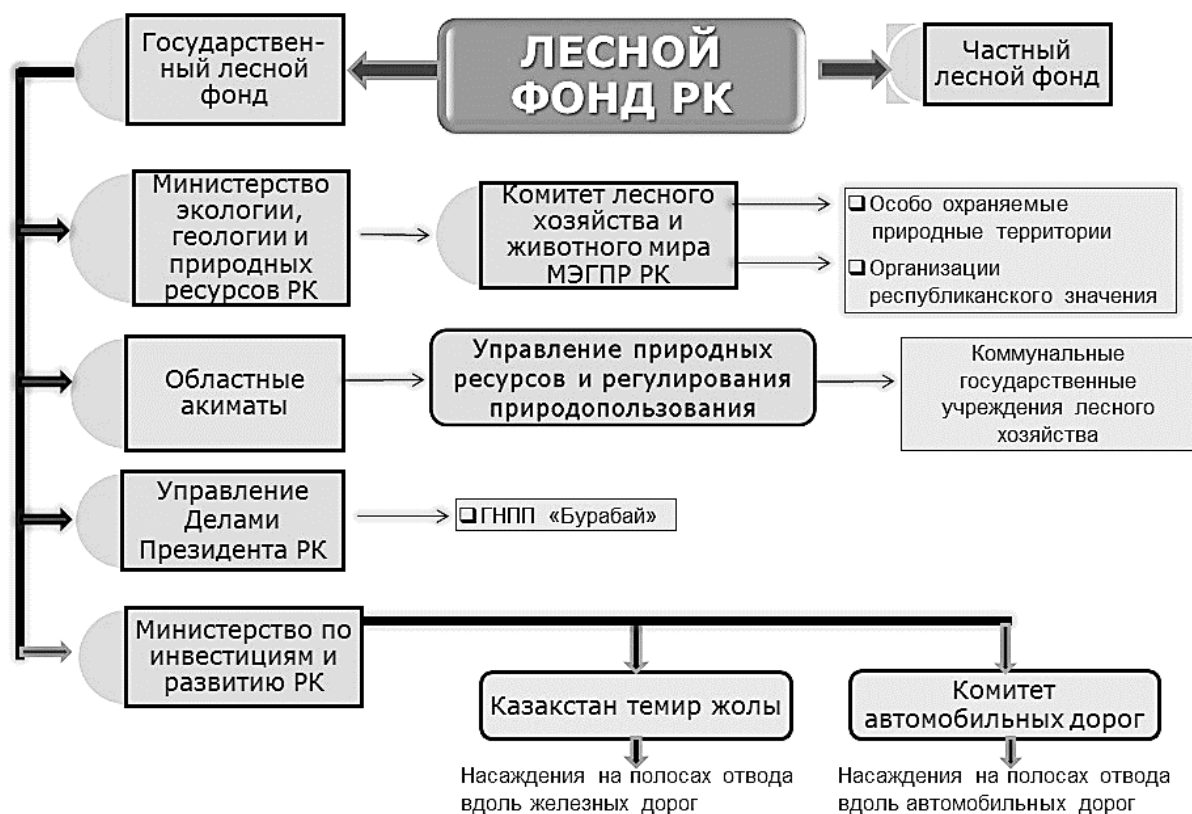 Государствен-
ный лесной
фонд
ЛЕСНОЙ
ФОНД РК
Частный
лесной фонд
Министерство
экологии,
геологии и
природных
ресурсов РК
Комитет лесного
хозяйства и
животного мира
МЭГПР РК
Особо охраняемые
природные территории
Организации
республиканского значения
Областные
акиматы
Управление природных
ресурсов и регулирования
природопользования
Коммунальные
государственные
учреждения лесного
хозяйства
Управление
Делами
Президента РК
ГНПП «Бурабай»
Министерство по
инвестициям и
развитию РК
Казакстан темир жолы
Комитет
автомобильных дорог
Насаждения на полосах отвода
вдоль железных дорог
Насаждения на полосах отвода
вдоль автомобильных дорог